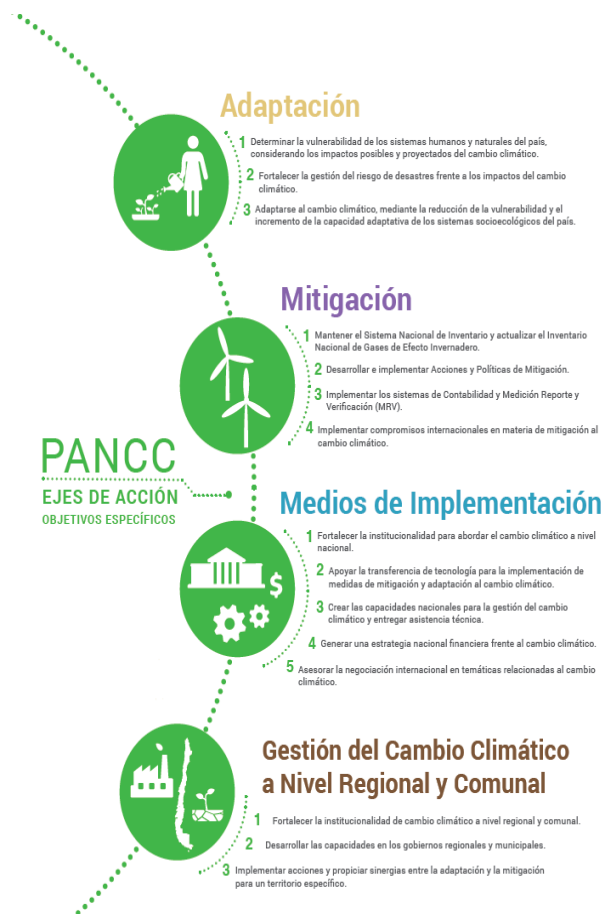 Adaptación
1 Determinar la vulnerabilidad de los sistemas humanos y naturales del país,
considerando los impactos posibles y proyectados del cambio climático.
2 Fortalecer la gestión del riesgo de desastres frente a los impactos del cambio
climático.
3 Adaptarse al cambio climático, mediante la reducción de la vulnerabilidad y el
incremento de la capacidad adaptativa de los sistemas socioecológicos del país.
Mitigación
1 Mantener el Sistema Nacional de Inventario y actualizar el Inventario
Nacional de Gases de Efecto Invernadero.
2 Desarrollar e implementar Acciones y Políticas de Mitigación.
3 Implementar los sistemas de Contabilidad y Medición Reporte y
Verificación (MRV).
4 Implementar compromisos internacionales en materia de mitigación al
cambio climático.
PANCC
EJES DE ACCIÓN
OBJETIVOS ESPECÍFICOS
Medios de Implementación
1 Fortalecer la institucionalidad para abordar el cambio climático a nivel
nacional.
2 Apoyar la transferencia de tecnología para la implementación de
medidas de mitigación y adaptación al cambio climático.
3 Crear las capacidades nacionales para la gestión del cambio
climático y entregar asistencia técnica.
4 Generar una estrategia nacional financiera frente al cambio climático.
5 Asesorar la negociación internacional en temáticas relacionadas al cambio
climático.
$
Gestión del Cambio Climático
a Nivel Regional y Comunal
1 Fortalecer la institucionalidad de cambio climático a nivel regional y comunal.
2 Desarrollar las capacidades en los gobiernos regionales y municipales.
3 Implementar acciones y propiciar sinergias entre la adaptación y la mitigación
para un territorio específico.